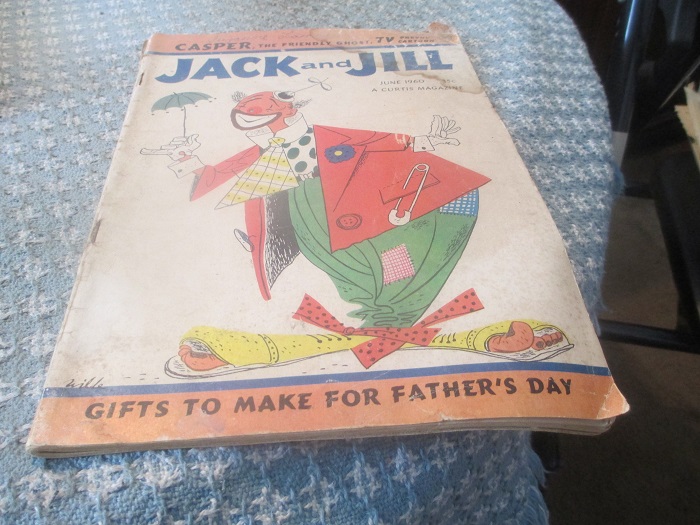 CASPER, THE FRIENDLY GHOST, TV
JACK and JILL
JUNE 1960
A CURTIS MAGAZINE
GIFTS TO MAKE FOR FATHER'S DAY